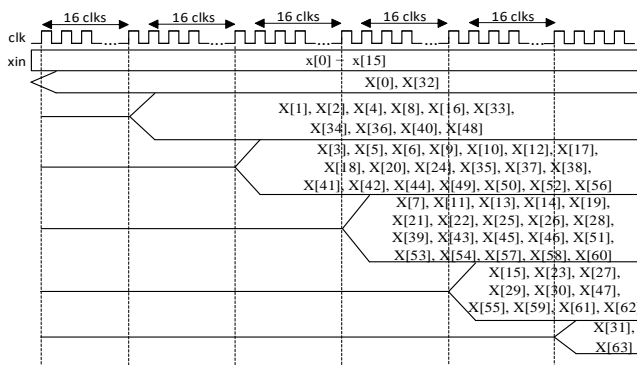 16 clks 16 clks 16 clks 16 clks 16 clks
clk
xin x[0] – x[15]
X[0], X[32]
X[1], X[2], X[4], X[8], X[16], X[33],
X[34], X[36], X[40], X[48]
X[3], X[5], X[6], X[9], X[10], X[12], X[17],
X[18], X[20], X[24], X[35], X[37], X[38],
X[41], X[42], X[44], X[49], X[50], X[52], X[56]
X[7], X[11], X[13], X[14], X[19],
X[21], X[22], X[25], X[26], X[28],
X[39], X[43], X[45], X[46], X[51],
X[53], X[54], X[57], X[58], X[60]
X[15], X[23], X[27],
X[29], X[30], X[47],
X[55], X[59], X[61], X[62]
X[31],
X[63]